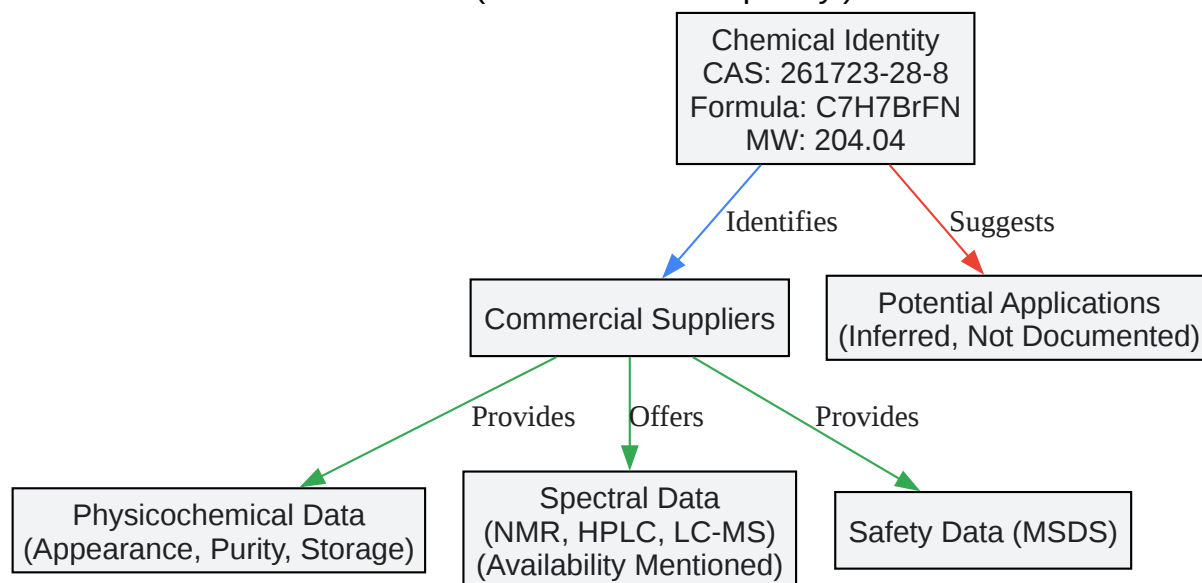 Chemical Identity
CAS: 261723-28-8
Formula: C7H7BrFN
MW: 204.04
Identifies
Suggests
Commercial Suppliers
Potential Applications
(Inferred, Not Documented)
Provides
Offers
Provides
Physicochemical Data
(Appearance, Purity, Storage)
Spectral Data
(NMR, HPLC, LC-MS)
(Availability Mentioned)
Safety Data (MSDS)